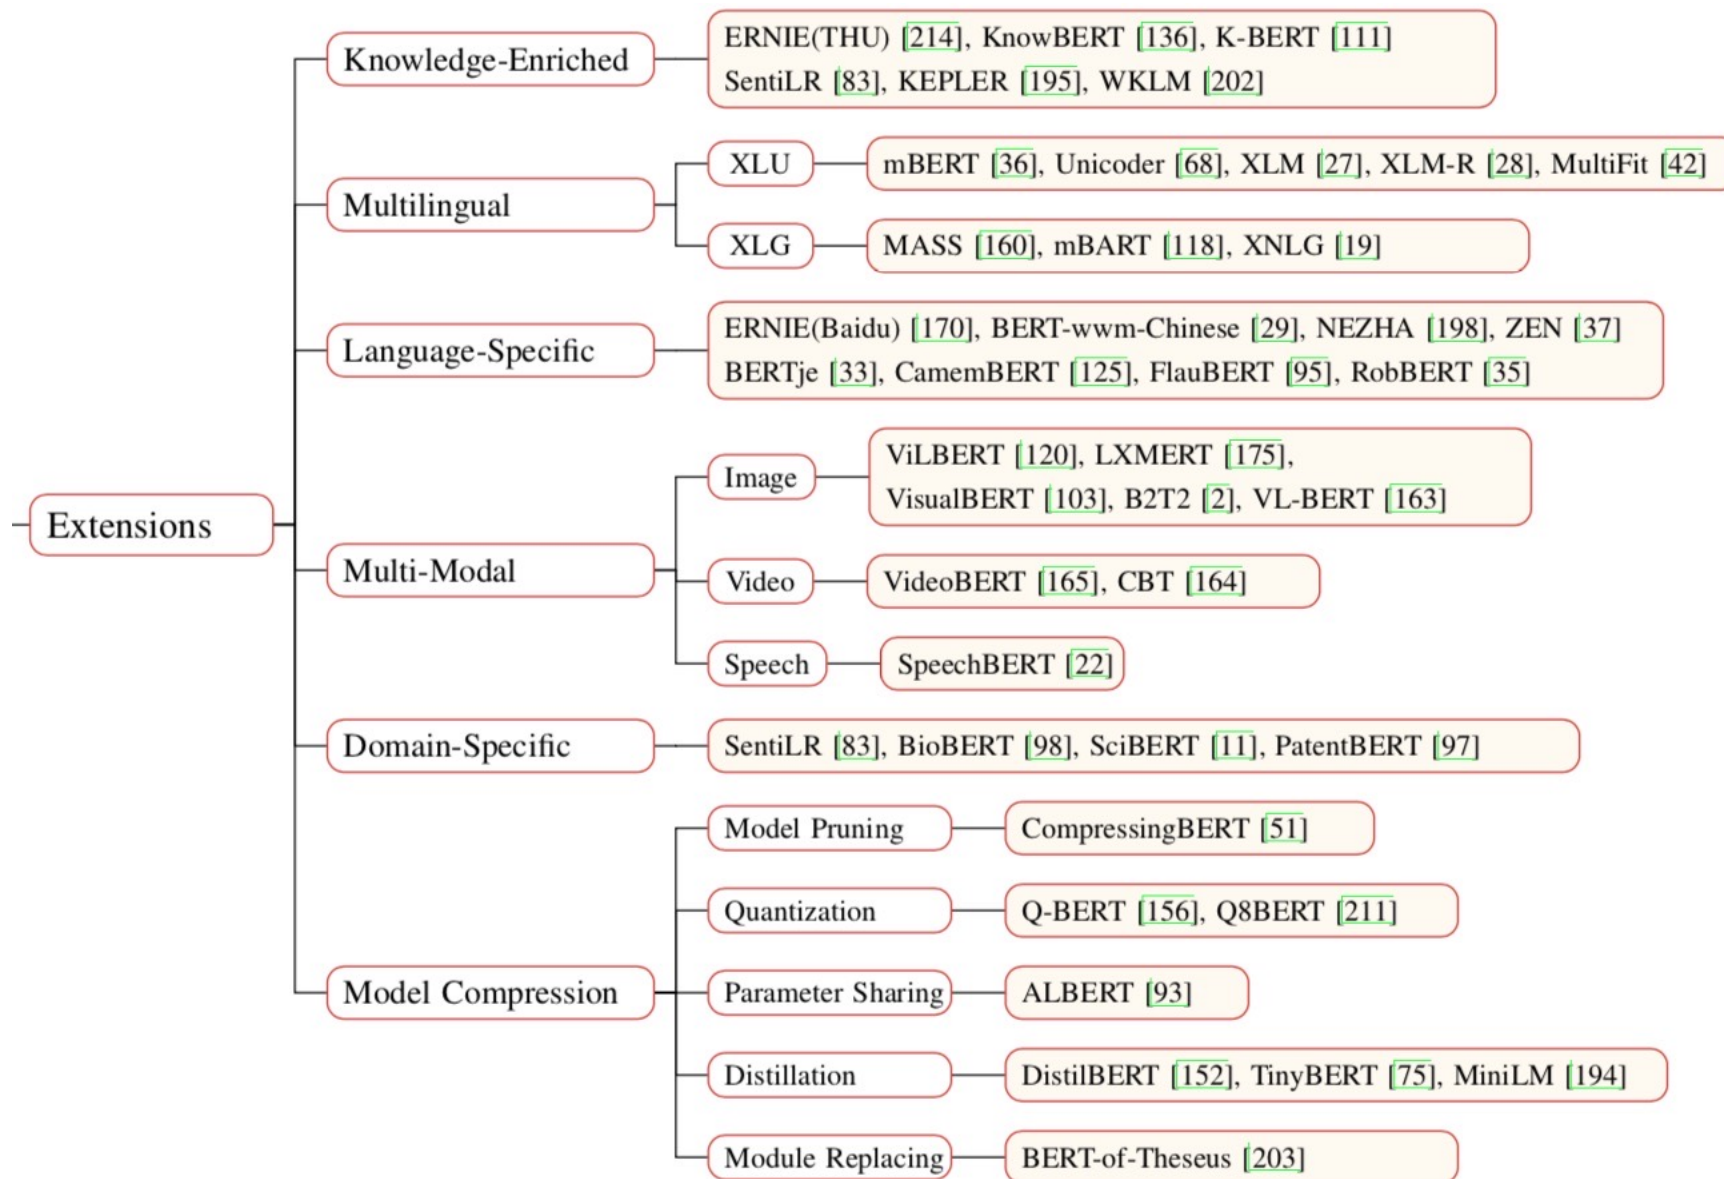 Extensions
Knowledge-Enriched
ERNIE(THU) [214], KnowBERT [136], K-BERT [111]
SentiLR [83], KEPLER [195], WKLM [202]
Multilingual
XLU
mBERT [36], Unicoder [68], XLM [27], XLM-R [28], MultiFit [42]
XLG
MASS [160], mBART [118], XNLG [19]
Language-Specific
ERNIE(Baidu) [170], BERT-wwm-Chinese [29], NEZHA [198], ZEN [37]
BERTje [33], CamemBERT [125], FlauBERT [95], RobBERT [35]
Multi-Modal
Image
ViLBERT [120], LXMERT [175],
VisualBERT [103], B2T2 [2], VL-BERT [163]
Video
VideoBERT [165], CBT [164]
Speech
SpeechBERT [22]
Domain-Specific
SentiLR [83], BioBERT [98], SciBERT [11], PatentBERT [97]
Model Compression
Model Pruning
CompressingBERT [51]
Quantization
Q-BERT [156], Q8BERT [211]
Parameter Sharing
ALBERT [93]
Distillation
DistilBERT [152], TinyBERT [75], MiniLM [194]
Module Replacing
BERT-of-Theseus [203]